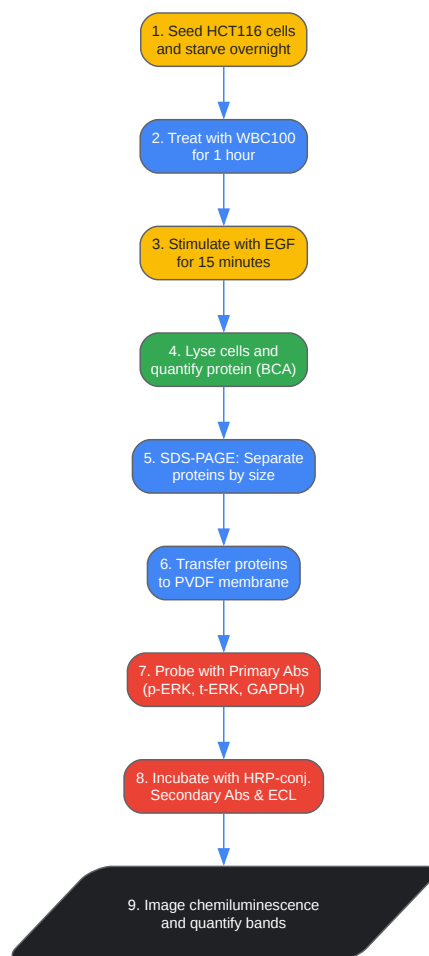 1. Seed HCT116 cells
and starve overnight
2. Treat with WBC100
for 1 hour
3. Stimulate with EGF
for 15 minutes
4. Lyse cells and
quantify protein (BCA)
5. SDS-PAGE: Separate
proteins by size
6. Transfer proteins
to PVDF membrane
7. Probe with Primary Abs
(p-ERK, t-ERK, GAPDH)
8. Incubate with HRP-conj.
Secondary Abs & ECL
9. Image chemiluminescence
and quantify bands